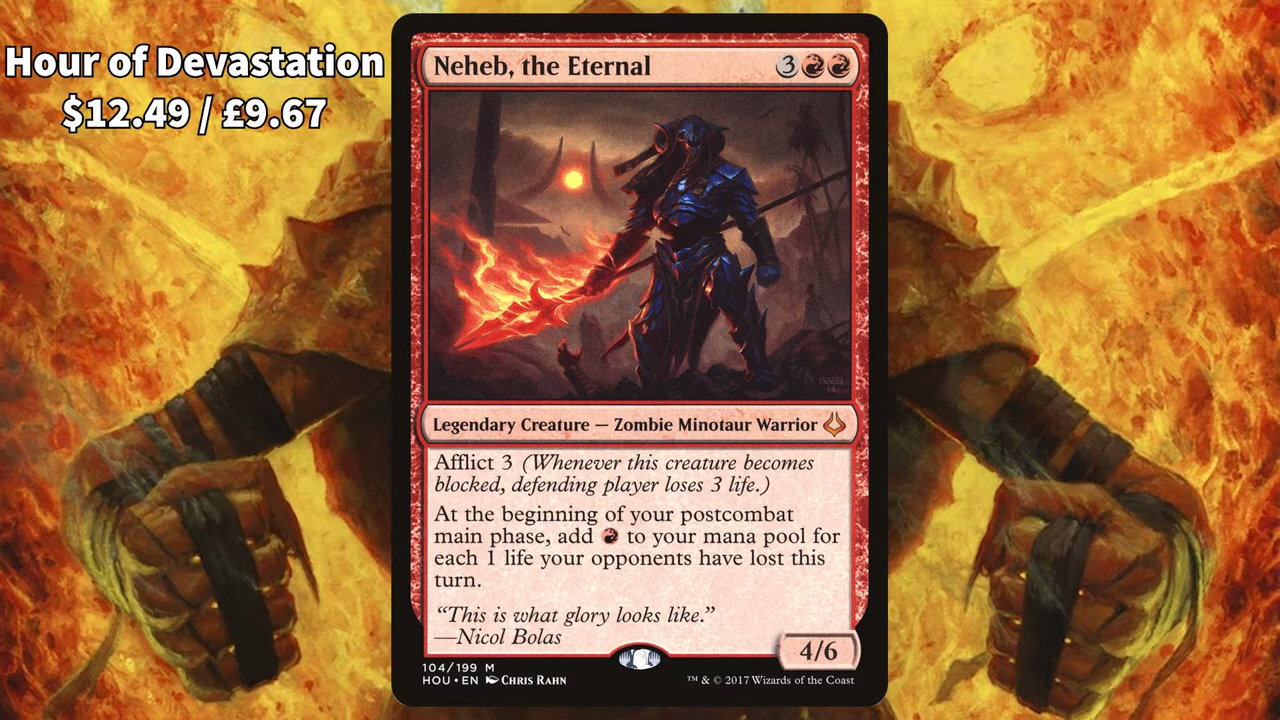 Hour of Devastation
$12.49 / £9.67
Neheb, the Eternal 3
Legendary Creature — Zombie Minotaur Warrior
Afflict 3 (Whenever this creature becomes
blocked, defending player loses 3 life.)
At the beginning of your postcombat
main phase, add to your mana pool for
each 1 life your opponents have lost this
turn.
“This is what glory looks like.”
—Nicol Bolas
4/6
104/199 M
HOU • EN Chris Rahn
™ & © 2017 Wizards of the Coast